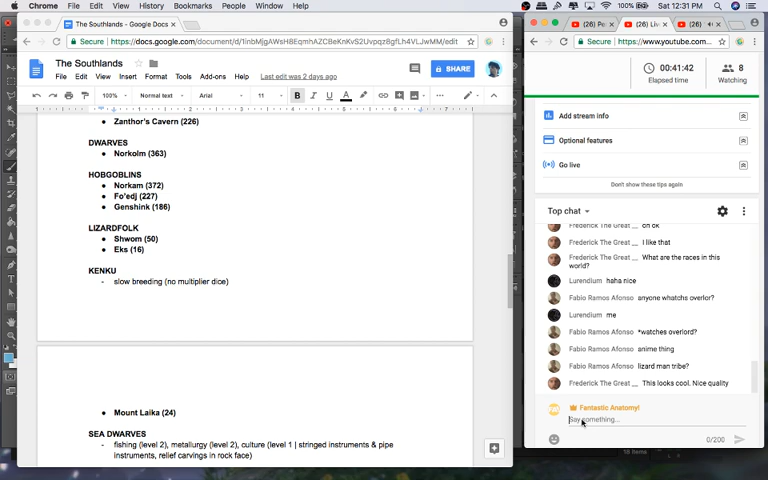 Chrome File Edit View History Bookmarks People Window Help
100% Sat 12:31 PM
The Southlands - Google Docs
Secure https://docs.google.com/document/d/1inbMjgAWsH8EqmhAZCBeKnKvS2Uvpqz8gfLh4VLJwMM/edit
The Southlands
File Edit View Insert Format Tools Add-ons Help Last edit was 2 days ago
SHARE
100% Normal text Arial 11 B I U A
Zanthor's Cavern (226)
DWARVES
Norkolm (363)
HOBGOBLINS
Norkam (372)
Fo'edj (227)
Genshink (186)
LIZARDFOLK
Shwom (50)
Eks (16)
KENKU
- slow breeding (no multiplier dice)
Mount Laika (24)
SEA DWARVES
- fishing (level 2), metallurgy (level 2), culture (level 1 | stringed instruments & pipe
instruments, relief carvings in rock face)
(26) Li
(26)
Secure https://www.youtube.com...
00:41:42
Elapsed time
8
Watching
Add stream info
Optional features
Go live
Don't show these tips again
Top chat
Frederick The Great __ oh ok
Frederick The Great __ I like that
Frederick The Great __ What are the races in this
world?
Lurendium haha nice
Fabio Ramos Afonso anyone whatchs overlor?
Lurendium me
Fabio Ramos Afonso *watches overlord?
Fabio Ramos Afonso anime thing
Fabio Ramos Afonso lizard man tribe?
Frederick The Great __ This looks cool. Nice quality
Fantastic Anatomy!
Say something...
0/200